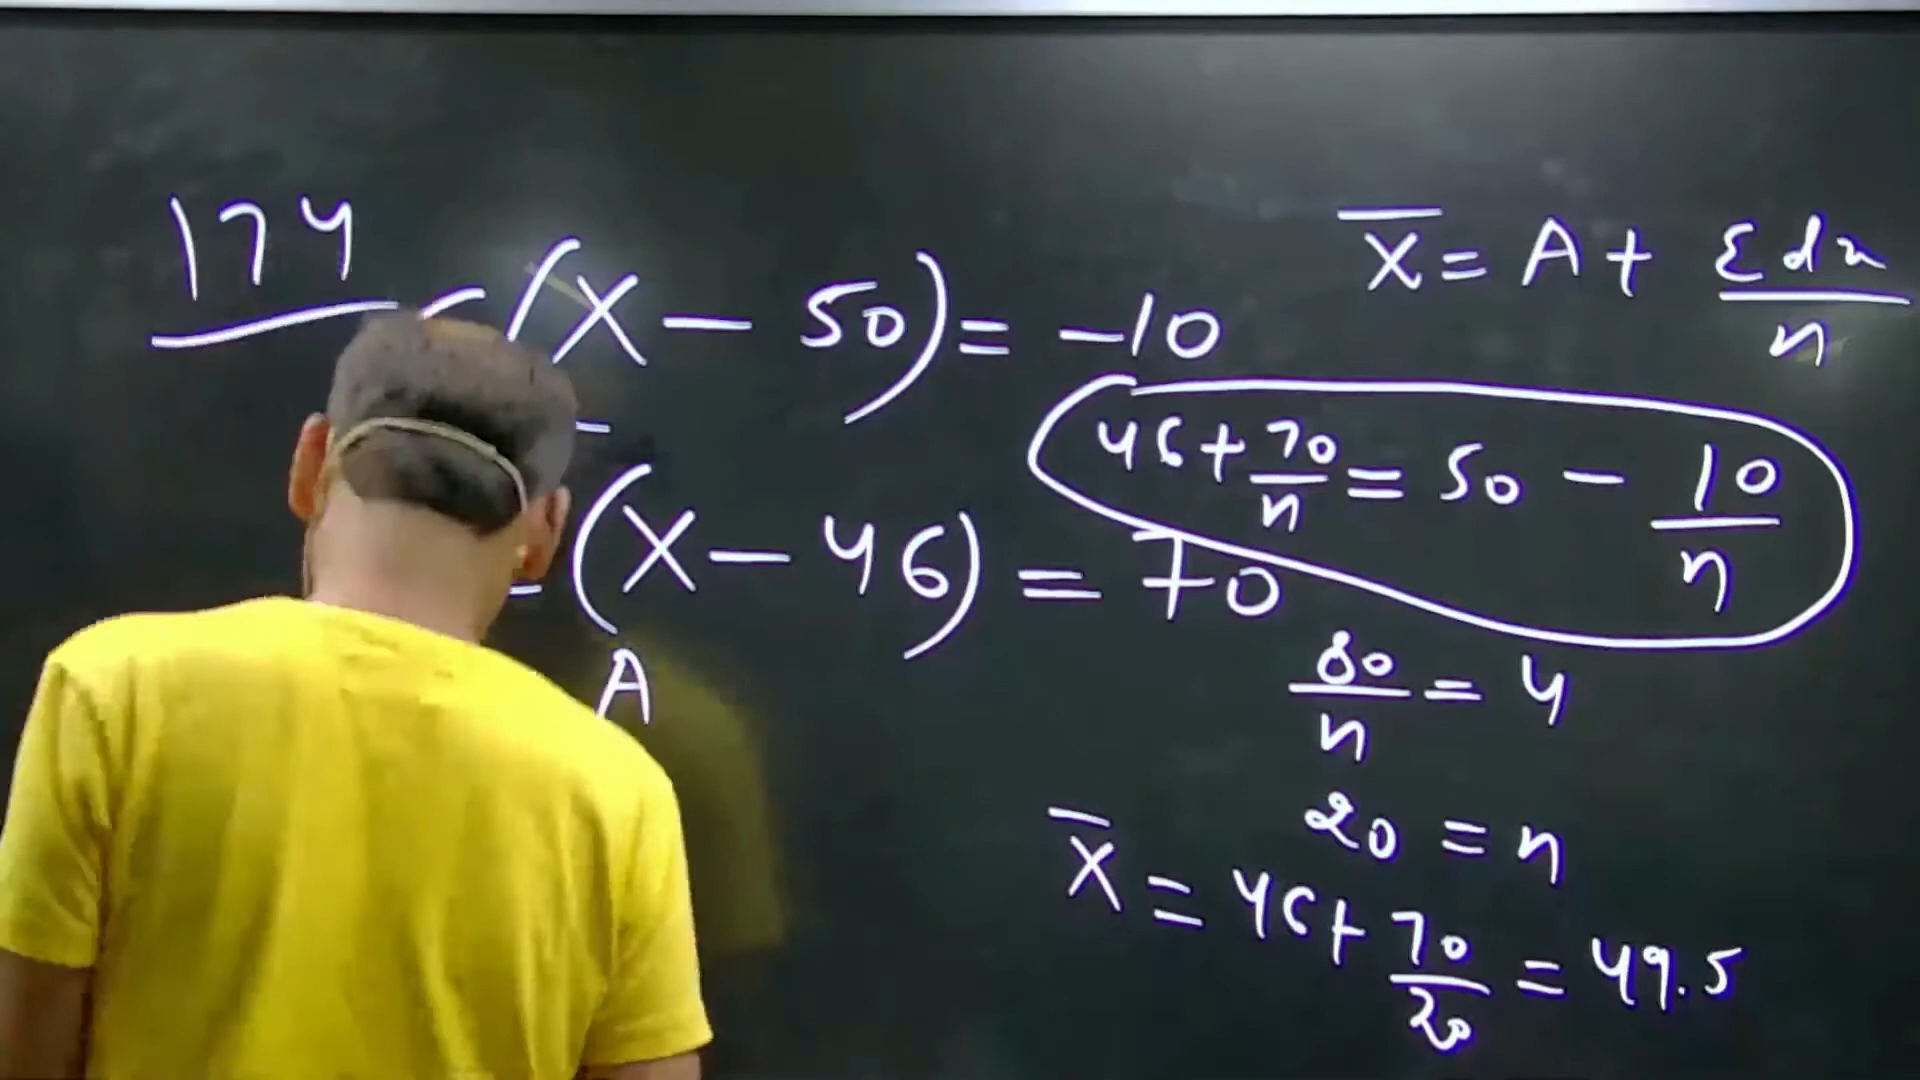 174
(X - 50) = -10
X̄ = A + Σdx/n
46 + 70/n = 50 - 10/n
(X - 46) = 70
A
80/n = 4
20 = n
X̄ = 46 + 70/20 = 49.5